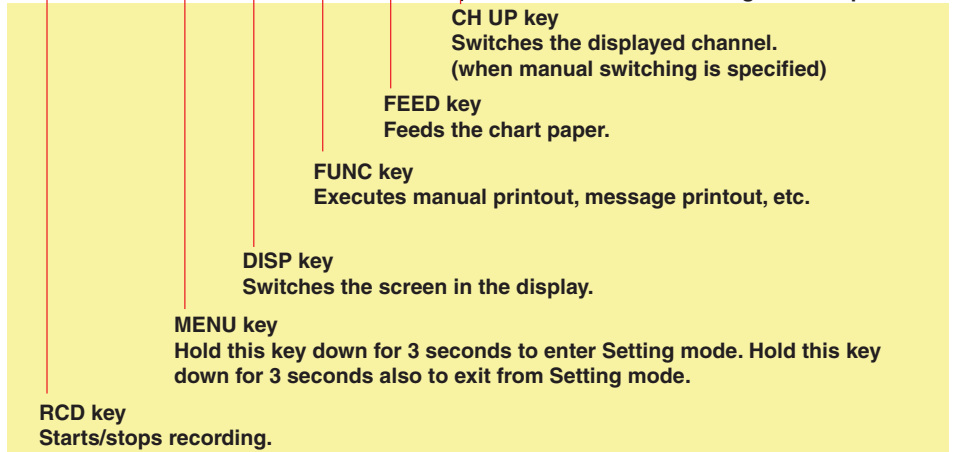 CH UP key
Switches the displayed channel.
(when manual switching is specified)
FEED key
Feeds the chart paper.
FUNC key
Executes manual printout, message printout, etc.
DISP key
Switches the screen in the display.
MENU key
Hold this key down for 3 seconds to enter Setting mode. Hold this key
down for 3 seconds also to exit from Setting mode.
RCD key
Starts/stops recording.